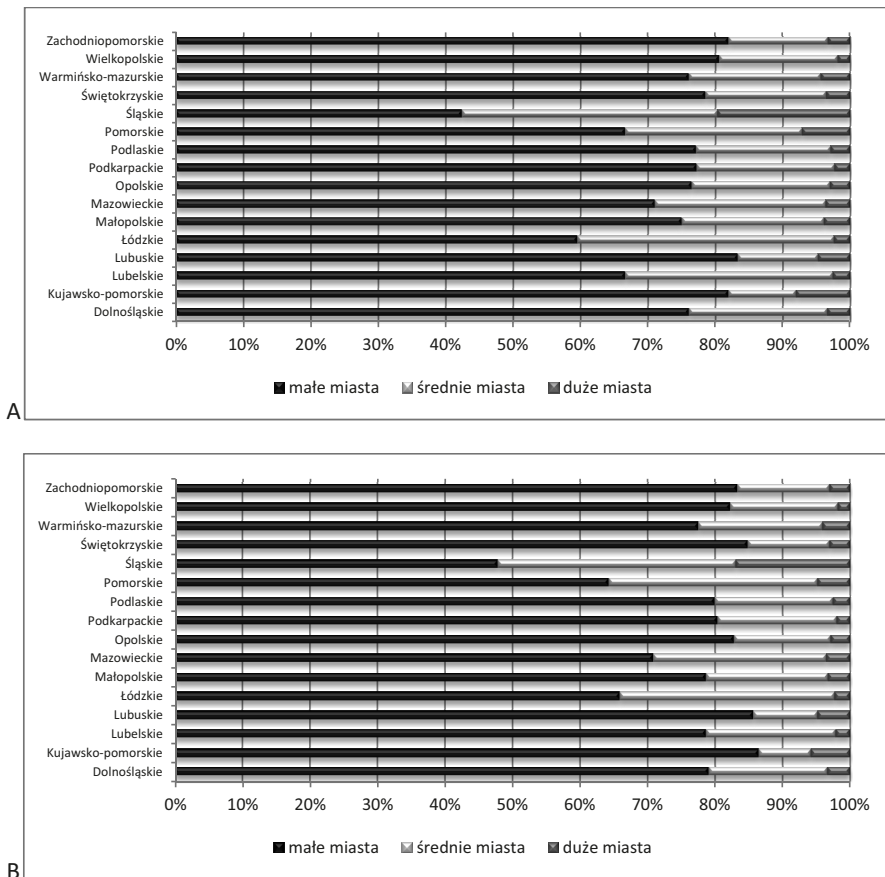 Zachodniopomorskie
Wielkopolskie
Warmińsko-mazurskie
Świętokrzyskie
Śląskie
Pomorskie
Podlaskie
Podkarpackie
Opolskie
Mazowieckie
Małopolskie
Łódzkie
Lubuskie
Lubelskie
Kujawsko-pomorskie
Dolnośląskie
0% 10% 20% 30% 40% 50% 60% 70% 80% 90% 100%
małe miasta średnie miasta duże miasta
A
Zachodniopomorskie
Wielkopolskie
Warmińsko-mazurskie
Świętokrzyskie
Śląskie
Pomorskie
Podlaskie
Podkarpackie
Opolskie
Mazowieckie
Małopolskie
Łódzkie
Lubuskie
Lubelskie
Kujawsko-pomorskie
Dolnośląskie
0% 10% 20% 30% 40% 50% 60% 70% 80% 90% 100%
małe miasta średnie miasta duże miasta
B